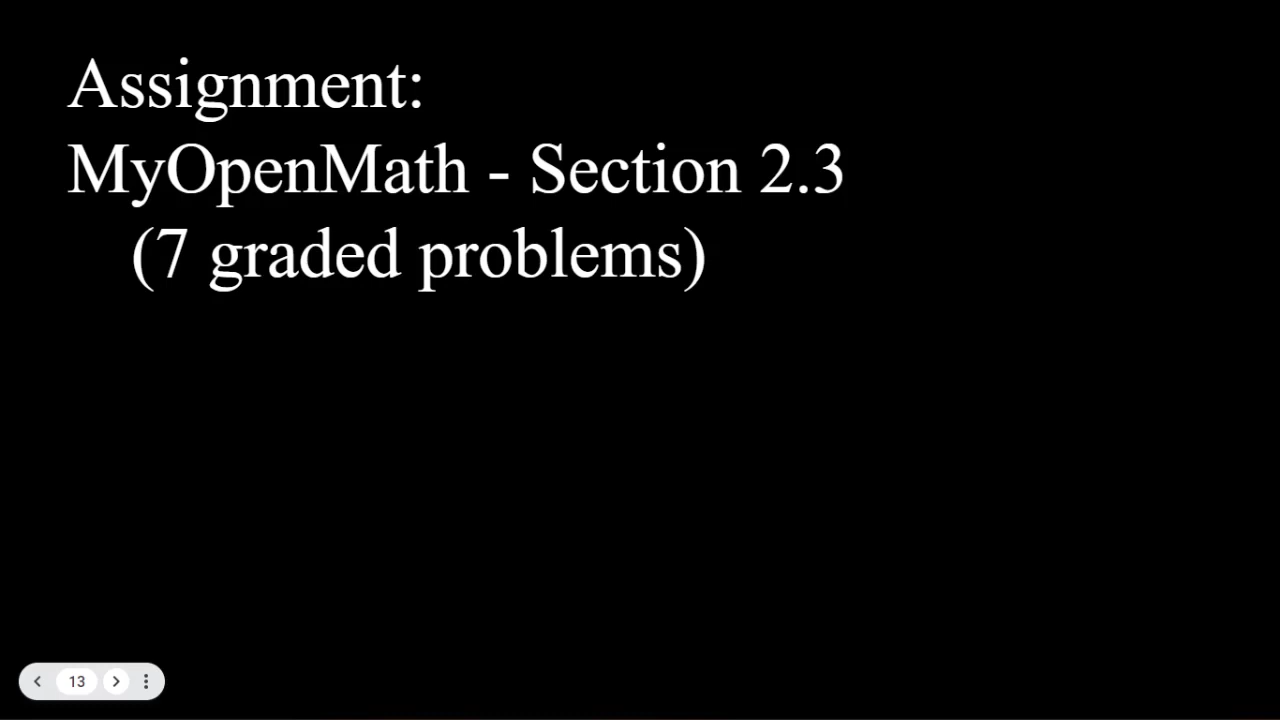 Assignment:
MyOpenMath - Section 2.3
(7 graded problems)
13